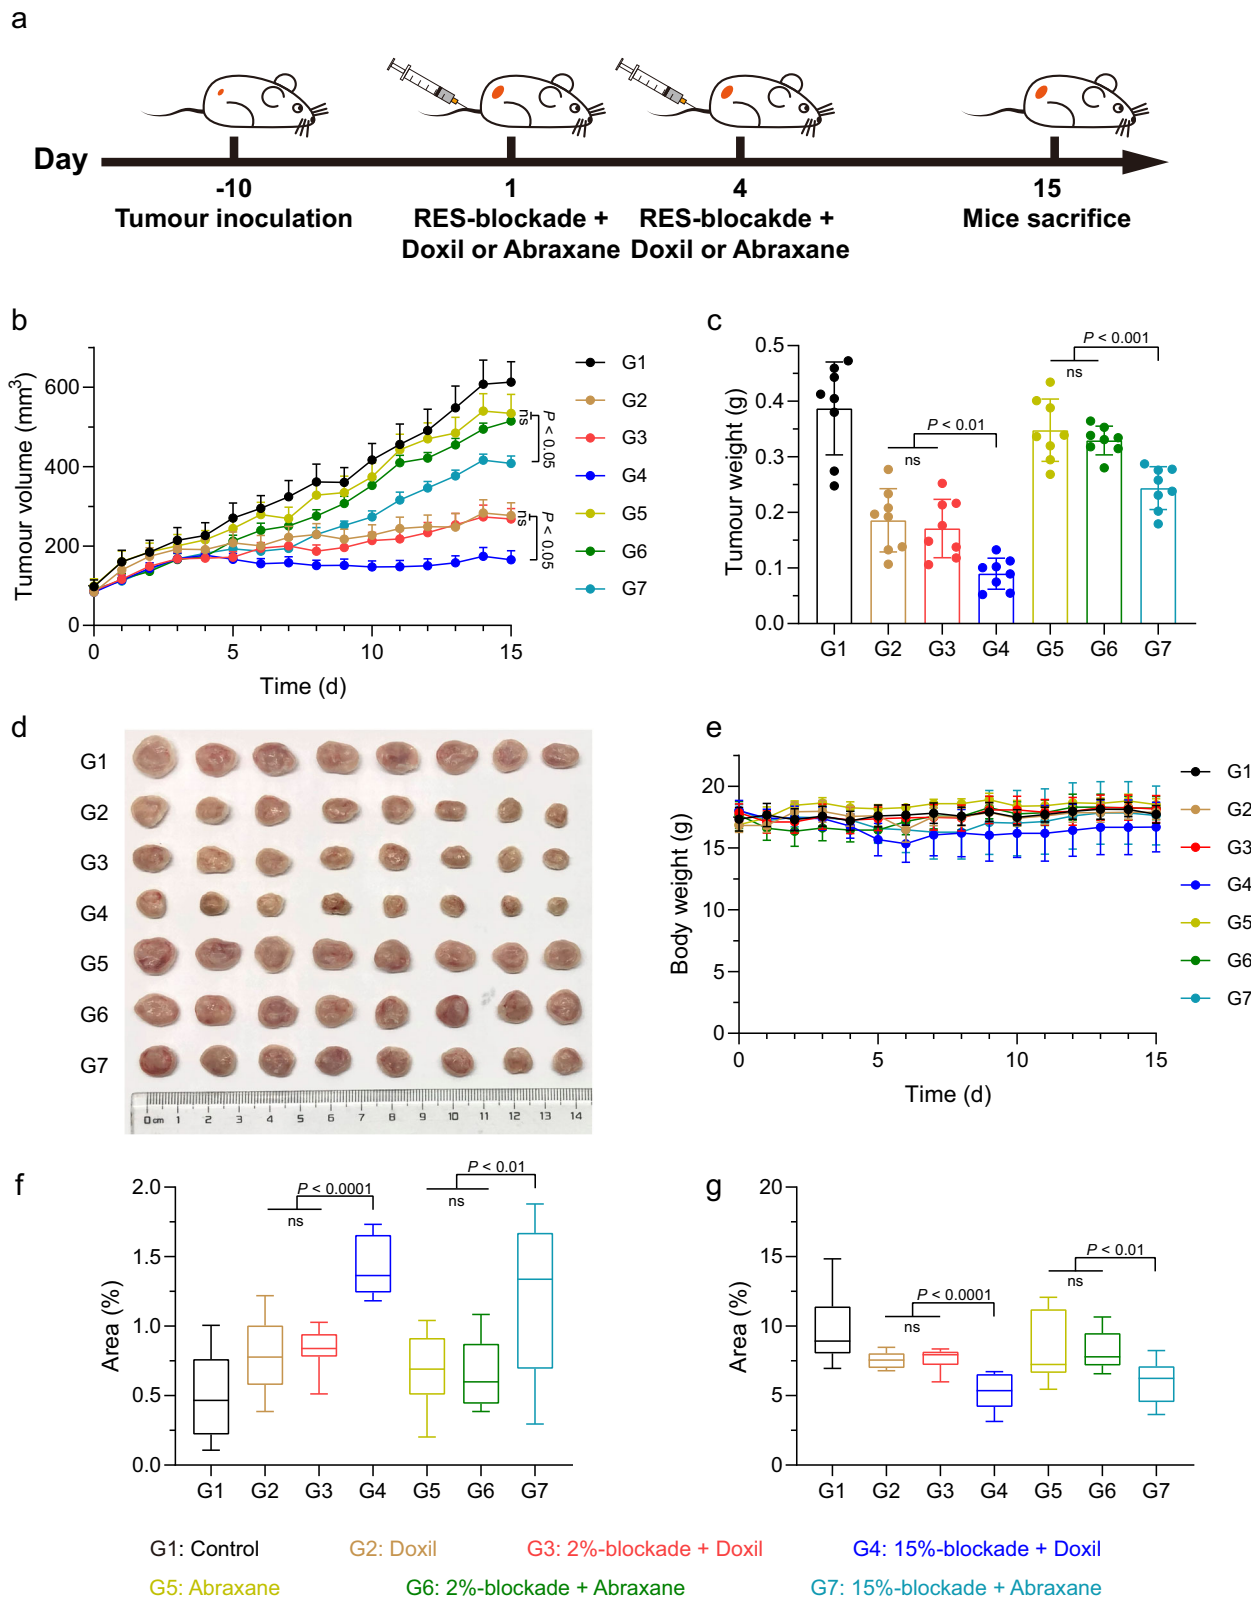 a
Day
-10
1
4
15
Tumour inoculation
RES-blockade +
Doxil or Abraxane
RES-blocakde +
Doxil or Abraxane
Mice sacrifice
b
Tumour volume (mm³)
600
400
200
0
0
5
10
15
Time (d)
ns
P < 0.05
ns
P < 0.05
G1
G2
G3
G4
G5
G6
G7
c
Tumour weight (g)
0.5
0.4
0.3
0.2
0.1
0.0
P < 0.01
ns
P < 0.001
ns
G1 G2 G3 G4 G5 G6 G7
d
G1
G2
G3
G4
G5
G6
G7
0 cm 1 2 3 4 5 6 7 8 9 10 11 12 13 14
e
Body weight (g)
20
15
10
5
0
0
5
10
15
Time (d)
G1
G2
G3
G4
G5
G6
G7
f
Area (%)
2.0
1.5
1.0
0.5
0.0
P < 0.0001
ns
P < 0.01
ns
G1 G2 G3 G4 G5 G6 G7
g
Area (%)
20
15
10
5
0
P < 0.0001
ns
P < 0.01
ns
G1 G2 G3 G4 G5 G6 G7
G1: Control G2: Doxil G3: 2%-blockade + Doxil G4: 15%-blockade + Doxil
G5: Abraxane G6: 2%-blockade + Abraxane G7: 15%-blockade + Abraxane